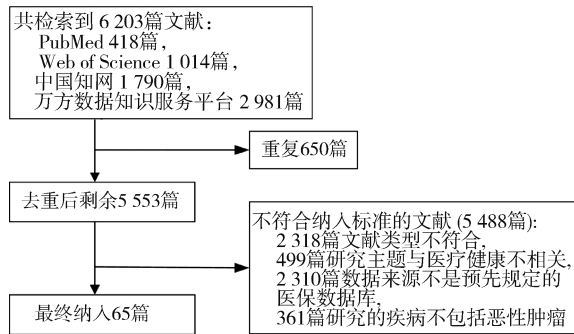 共检索到 6 203篇文献：
PubMed 418篇，
Web of Science 1 014篇，
中国知网 1 790篇，
万方数据知识服务平台 2 981篇
重复650篇
去重后剩余5 553篇
不符合纳入标准的文献 (5 488篇):
2 318篇文献类型不符合,
499篇研究主题与医疗健康不相关,
2 310篇数据来源不是预先规定的
医保数据库,
361篇研究的疾病不包括恶性肿瘤
最终纳入65篇